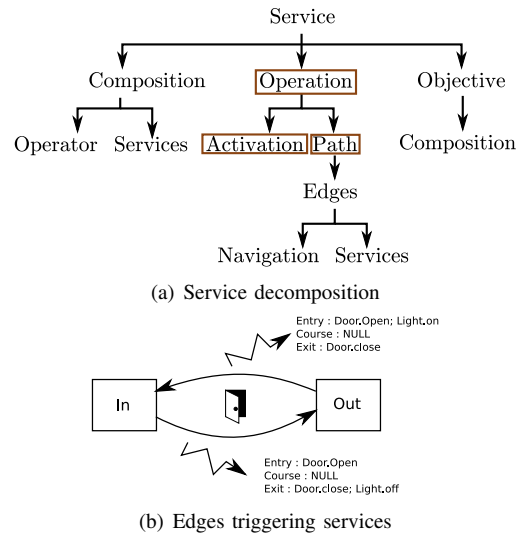 Service
Composition Operation Objective
Operator Services Activation Path Composition
Edges
Navigation Services
(a) Service decomposition
Entry : Door.Open; Light.on
Course : NULL
Exit : Door.close
In Out
Entry : Door.Open
Course : NULL
Exit : Door.close; Light.off
(b) Edges triggering services